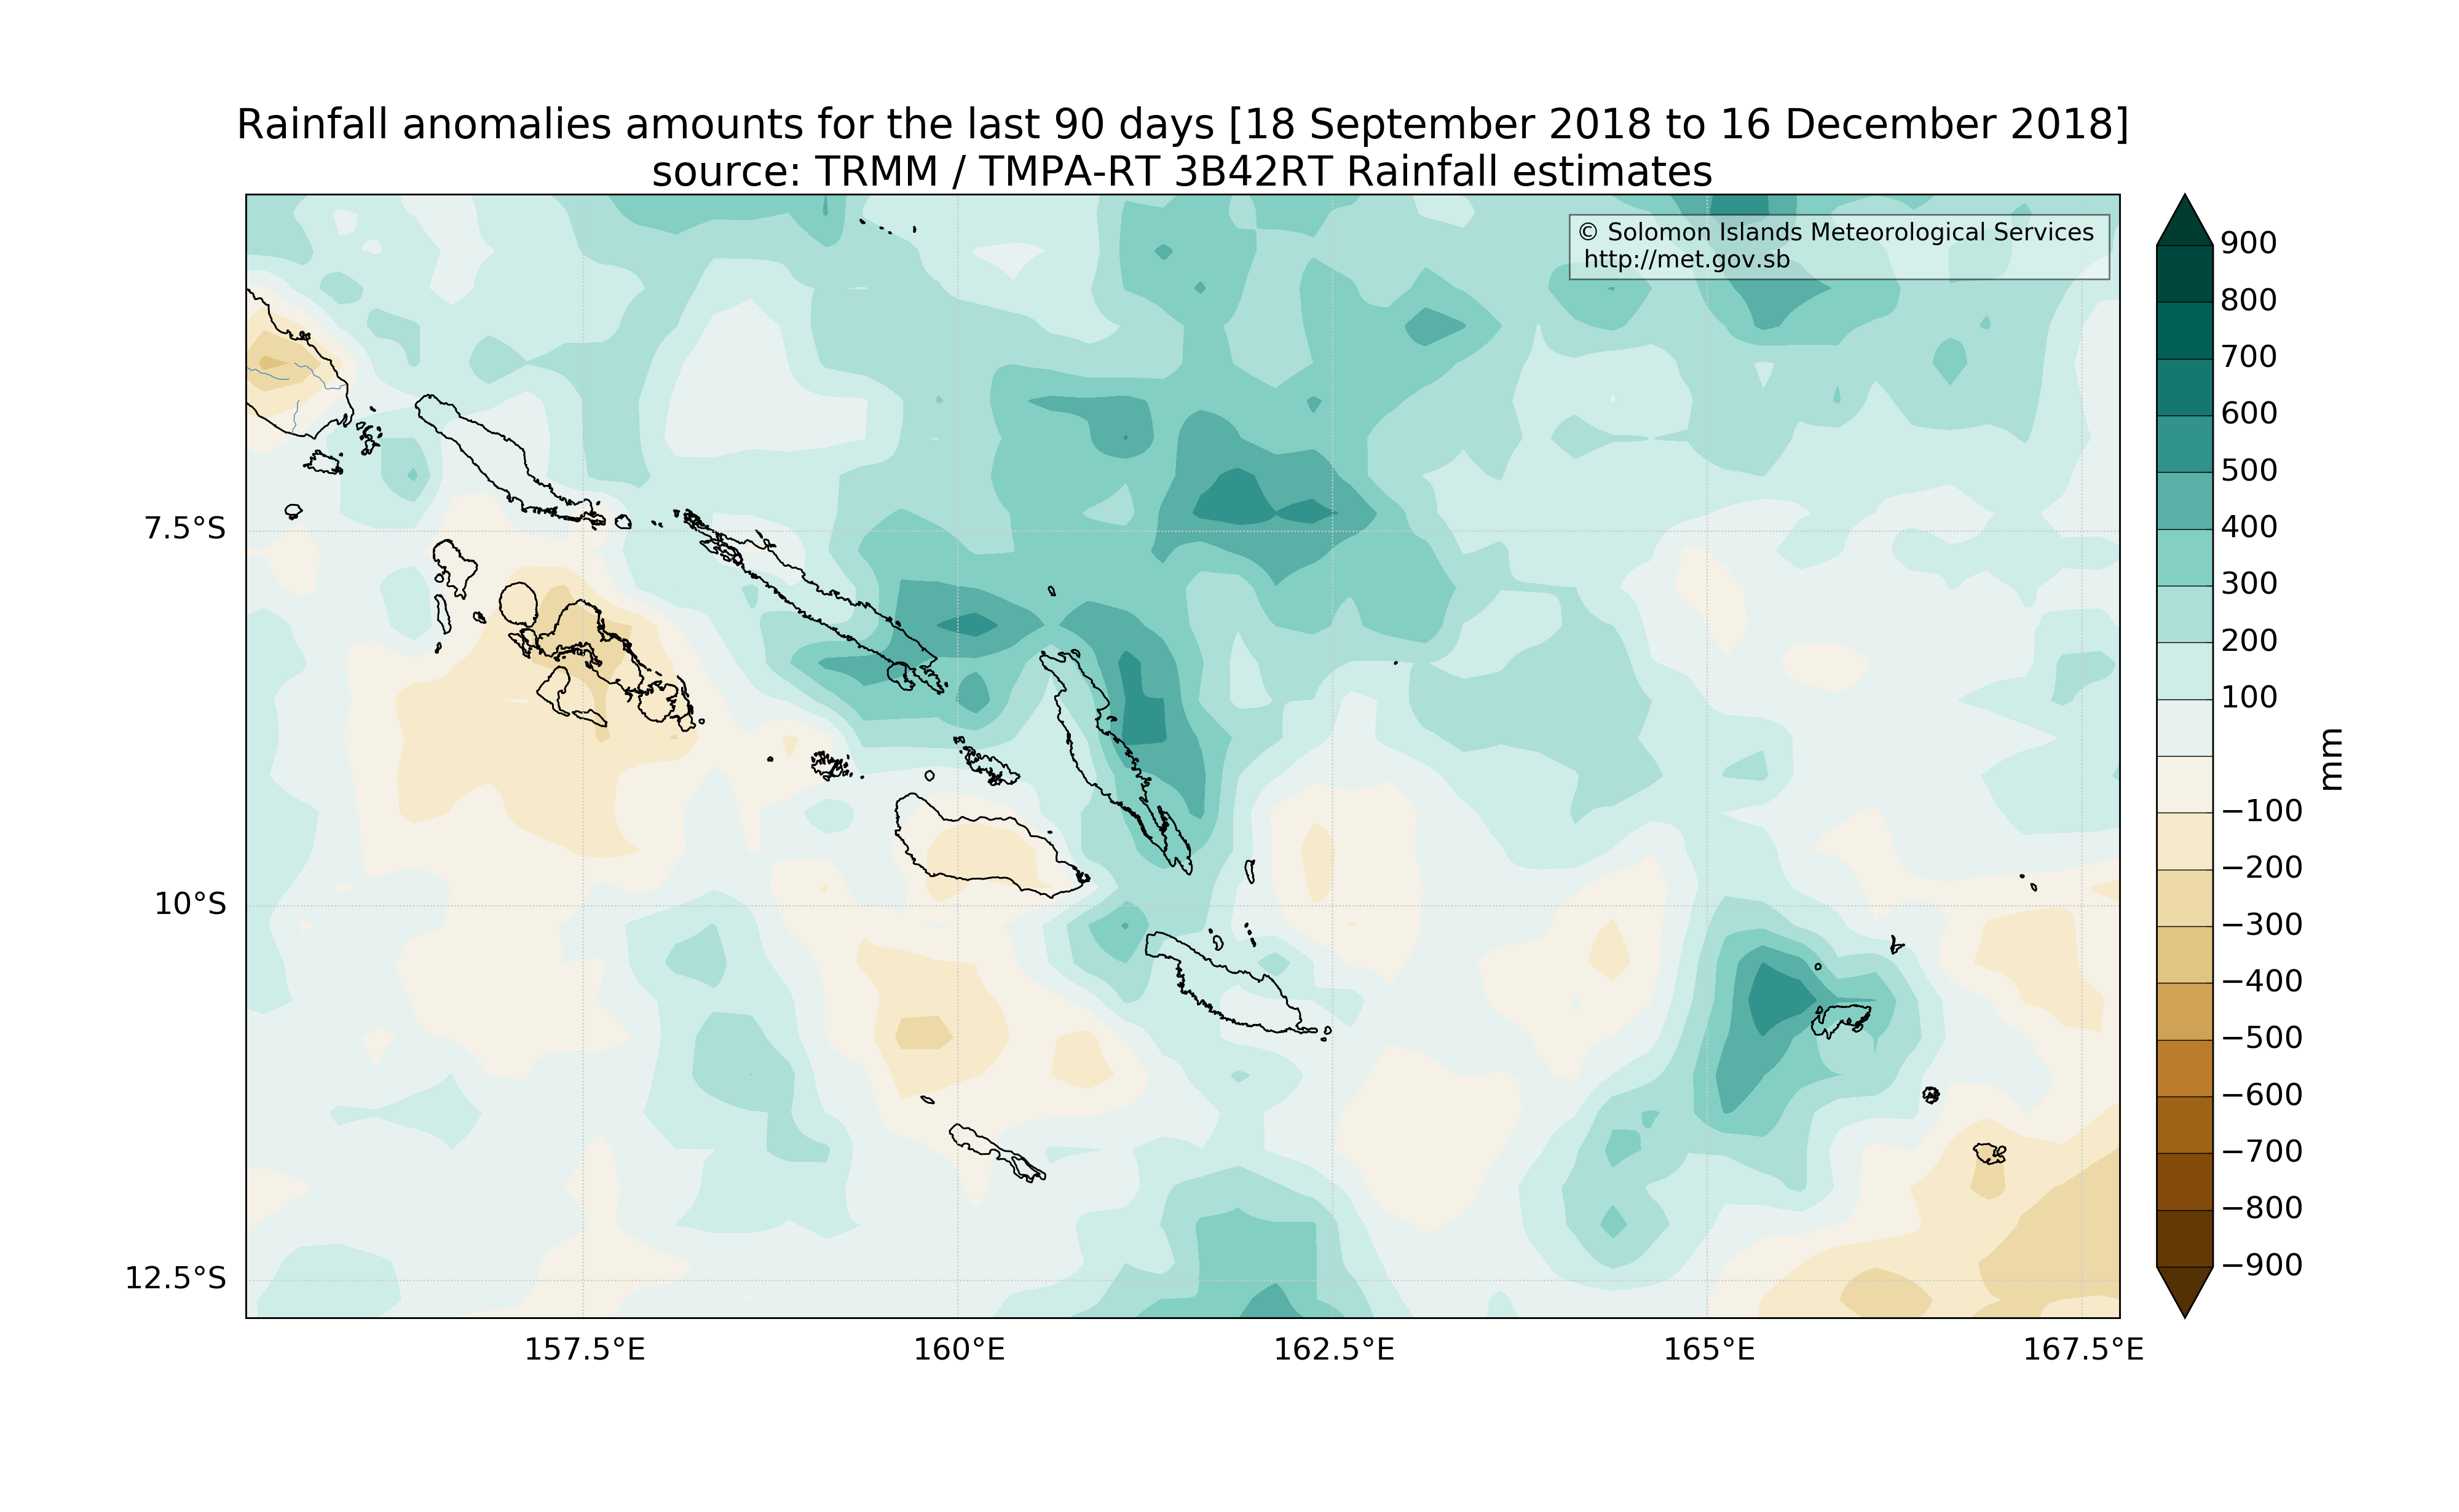 Rainfall anomalies amounts for the last 90 days [18 September 2018 to 16 December 2018]
source: TRMM / TMPA-RT 3B42RT Rainfall estimates
© Solomon Islands Meteorological Services
http://met.gov.sb
7.5°S
10°S
12.5°S
157.5°E
160°E
162.5°E
165°E
167.5°E
900
800
700
600
500
400
300
200
100
−100
−200
−300
−400
−500
−600
−700
−800
−900
mm